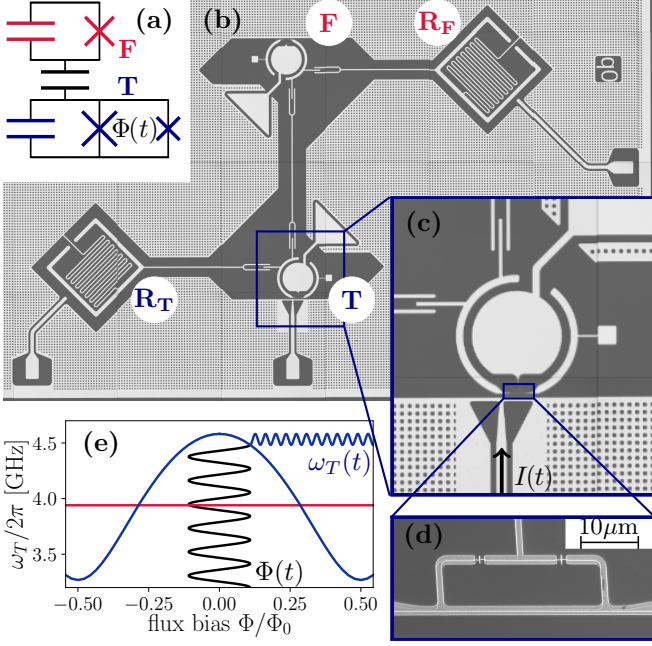 (a)
F
T
Φ(t)
(b)
F
R_F
R_T
T
(c)
I(t)
(d)
10μm
(e)
ω_T/2π [GHz]
4.5
4.0
3.5
ω_T(t)
Φ(t)
−0.50
−0.25
0.00
0.25
0.50
flux bias Φ/Φ₀